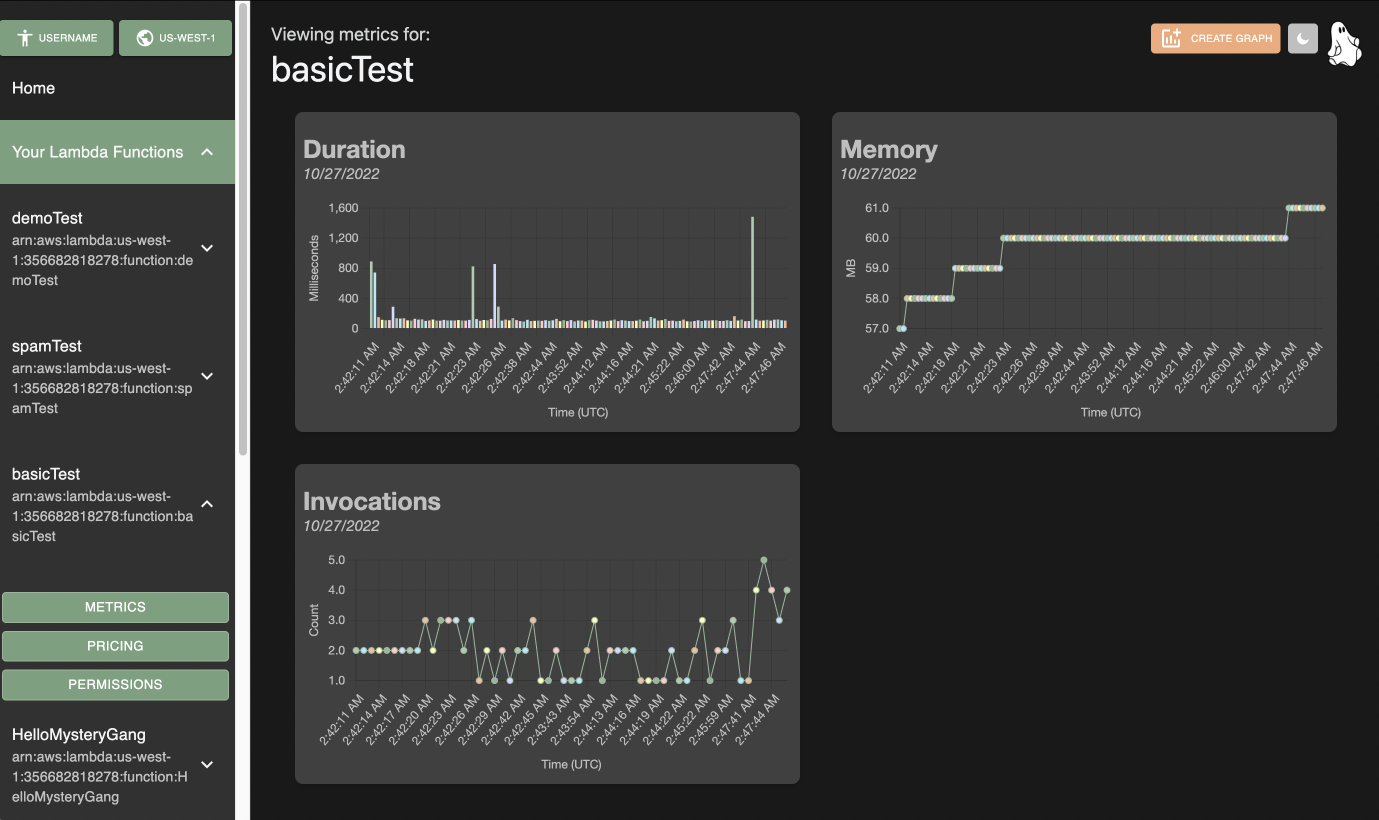 USERNAME
US-WEST-1
Home
Your Lambda Functions
demoTest
arn:aws:lambda:us-west-
1:356682818278:function:de
moTest
spamTest
arn:aws:lambda:us-west-
1:356682818278:function:sp
amTest
basicTest
arn:aws:lambda:us-west-
1:356682818278:function:ba
sicTest
METRICS
PRICING
PERMISSIONS
HelloMysteryGang
arn:aws:lambda:us-west-
1:356682818278:function:H
elloMysteryGang
Viewing metrics for:
basicTest
CREATE GRAPH
Duration
10/27/2022
Milliseconds
1,600
1,200
800
400
0
2:42:11 AM
2:42:14 AM
2:42:18 AM
2:42:21 AM
2:42:23 AM
2:42:26 AM
2:42:38 AM
2:42:44 AM
2:43:52 AM
2:44:12 AM
2:44:16 AM
2:44:21 AM
2:45:22 AM
2:46:00 AM
2:47:42 AM
2:47:44 AM
2:47:46 AM
Time (UTC)
Memory
10/27/2022
MB
61.0
60.0
59.0
58.0
57.0
2:42:11 AM
2:42:14 AM
2:42:18 AM
2:42:21 AM
2:42:23 AM
2:42:26 AM
2:42:38 AM
2:42:44 AM
2:43:52 AM
2:44:12 AM
2:44:16 AM
2:44:21 AM
2:45:22 AM
2:46:00 AM
2:47:42 AM
2:47:44 AM
2:47:46 AM
Time (UTC)
Invocations
10/27/2022
Count
5.0
4.0
3.0
2.0
1.0
2:42:11 AM
2:42:14 AM
2:42:17 AM
2:42:20 AM
2:42:23 AM
2:42:26 AM
2:42:29 AM
2:42:42 AM
2:42:45 AM
2:43:43 AM
2:43:54 AM
2:44:13 AM
2:44:16 AM
2:44:19 AM
2:44:22 AM
2:45:22 AM
2:45:59 AM
2:47:41 AM
2:47:44 AM
Time (UTC)